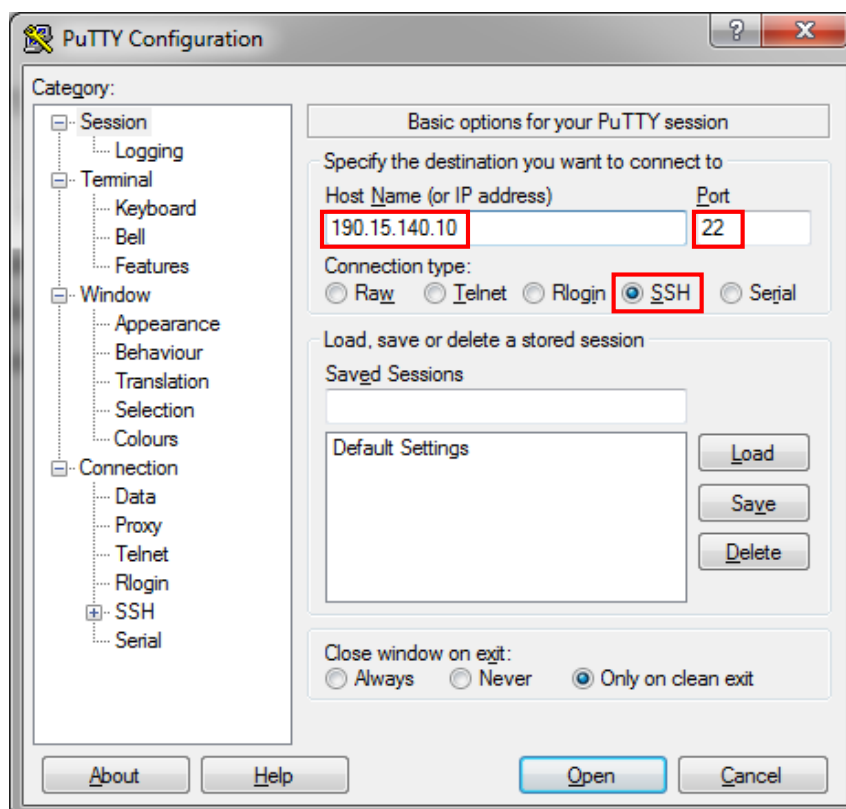 PuTTY Configuration
?
X
Category:
Session
Logging
Terminal
Keyboard
Bell
Features
Window
Appearance
Behaviour
Translation
Selection
Colours
Connection
Data
Proxy
Telnet
Rlogin
SSH
Serial
Basic options for your PuTTY session
Specify the destination you want to connect to
Host Name (or IP address) Port
190.15.140.10 22
Connection type:
Raw Telnet Rlogin SSH Serial
Load, save or delete a stored session
Saved Sessions
Default Settings
Load
Save
Delete
Close window on exit:
Always Never Only on clean exit
About Help Open Cancel